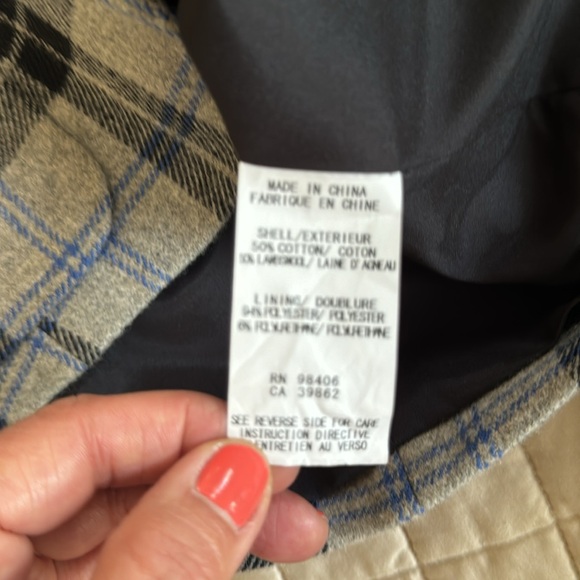 MADE IN CHINA
FABRIQUE EN CHINE
SHELL/EXTERIEUR
50% COTTON/ COTON
50% LAMBSWOOL/ LAINE D'AGNEAU
LINING/ DOUBLURE
94% POLYESTER/ POLYESTER
6% POLYURETHANE/ POLYURETHANE
RN 98406
CA 39862
SEE REVERSE SIDE FOR CARE
INSTRUCTION DIRECTIVE
ENTRETIEN AU VERSO